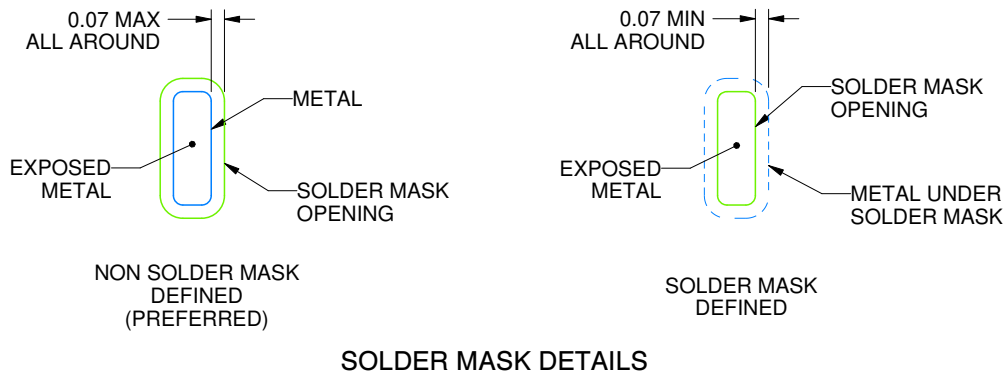 0.07 MAX
ALL AROUND
METAL
EXPOSED
METAL
SOLDER MASK
OPENING
NON SOLDER MASK
DEFINED
(PREFERRED)
0.07 MIN
ALL AROUND
SOLDER MASK
OPENING
EXPOSED
METAL
METAL UNDER
SOLDER MASK
SOLDER MASK
DEFINED
SOLDER MASK DETAILS